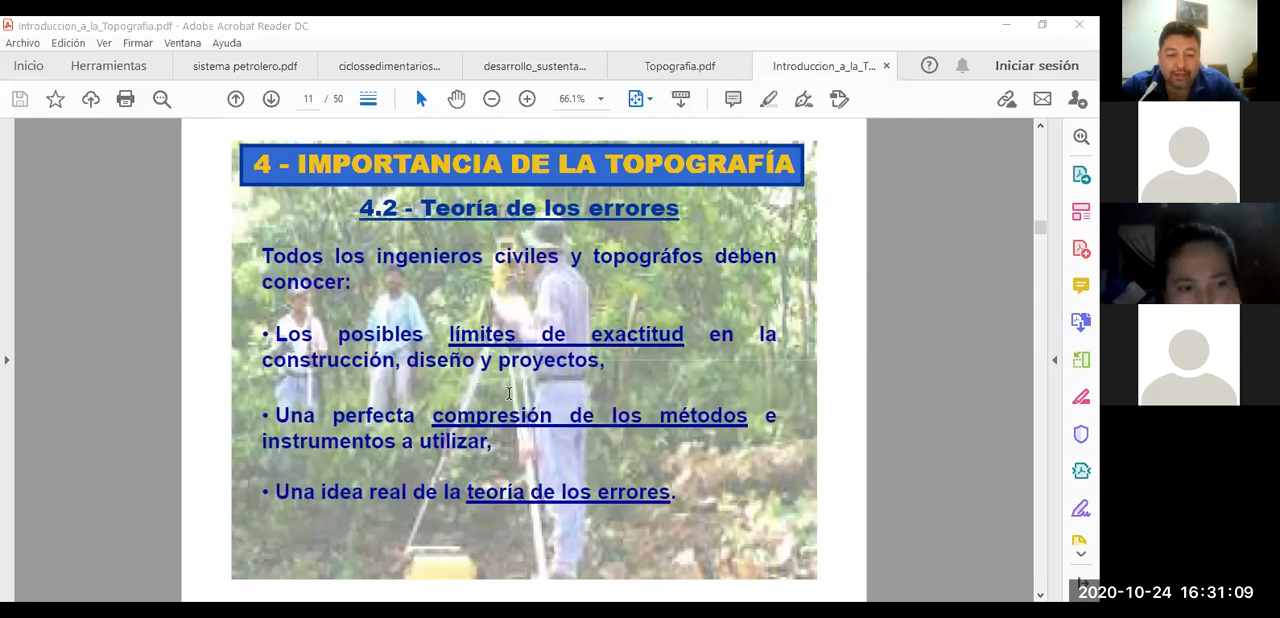 Introduccion_a_la_Topografia.pdf - Adobe Acrobat Reader DC
Archivo Edición Ver Firmar Ventana Ayuda
Inicio Herramientas sistema petrolero.pdf ciclossedimentarios... desarrollo_sustenta... Topografia.pdf Introduccion_a_la_T... Iniciar sesión
11 / 50 66.1%
4 - IMPORTANCIA DE LA TOPOGRAFÍA
4.2 - Teoría de los errores
Todos los ingenieros civiles y topográfos deben
conocer:
• Los posibles límites de exactitud en la
construcción, diseño y proyectos,
• Una perfecta compresión de los métodos e
instrumentos a utilizar,
• Una idea real de la teoría de los errores.
2020-10-24 16:31:09